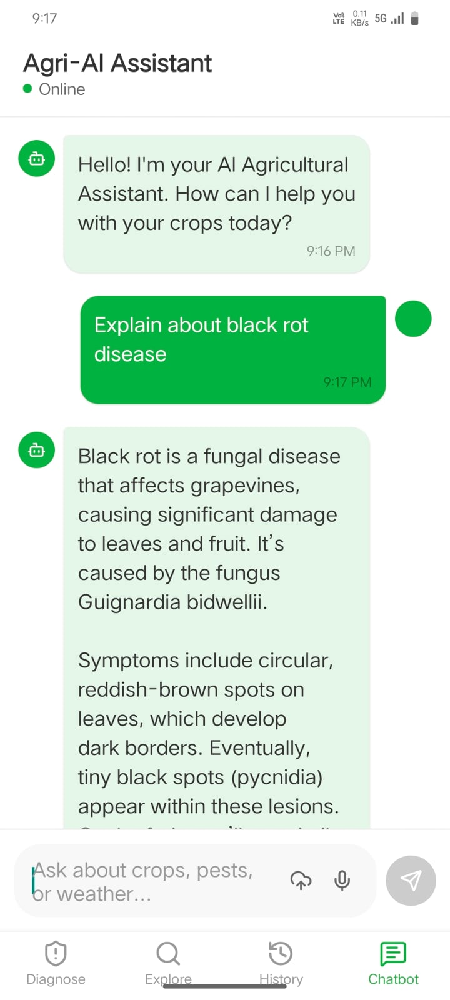 9:17
Vo) LTE 0.11 KB/s 5G
Agri-AI Assistant
Online
Hello! I'm your AI Agricultural
Assistant. How can I help you
with your crops today?
9:16 PM
Explain about black rot
disease
9:17 PM
Black rot is a fungal disease
that affects grapevines,
causing significant damage
to leaves and fruit. It's
caused by the fungus
Guignardia bidwellii.
Symptoms include circular,
reddish-brown spots on
leaves, which develop
dark borders. Eventually,
tiny black spots (pycnidia)
appear within these lesions.
Ask about crops, pests,
or weather...
Diagnose
Explore
History
Chatbot